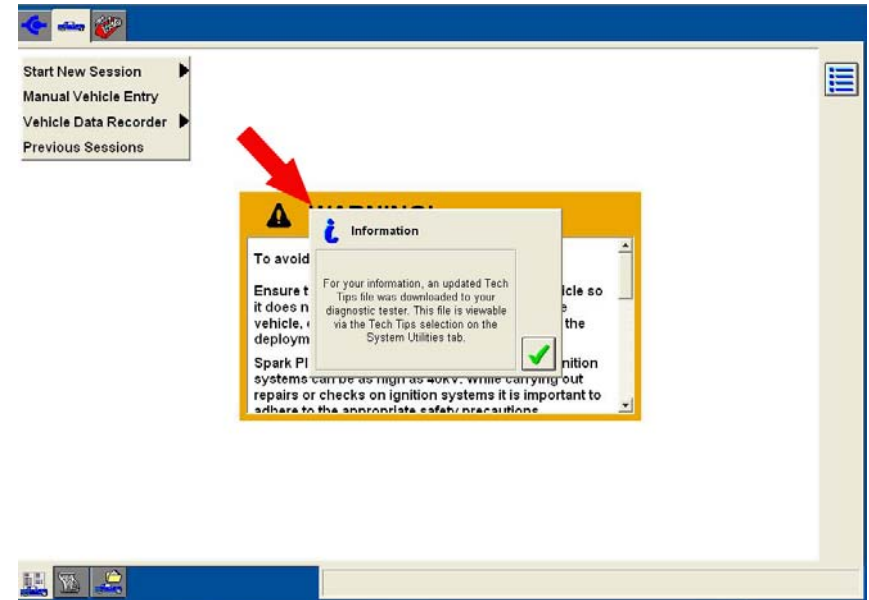 Start New Session
Manual Vehicle Entry
Vehicle Data Recorder
Previous Sessions
Information
To avoid
For your information, an updated Tech
Tips file was downloaded to your
diagnostic tester. This file is viewable
via the Tech Tips selection on the
System Utilities tab.
Ensure t icle so
it does n e
vehicle, the
deploym
Spark Pl nition
systems can be as high as 40kV. While carrying out
repairs or checks on ignition systems it is important to
adhere to the appropriate safety precautions